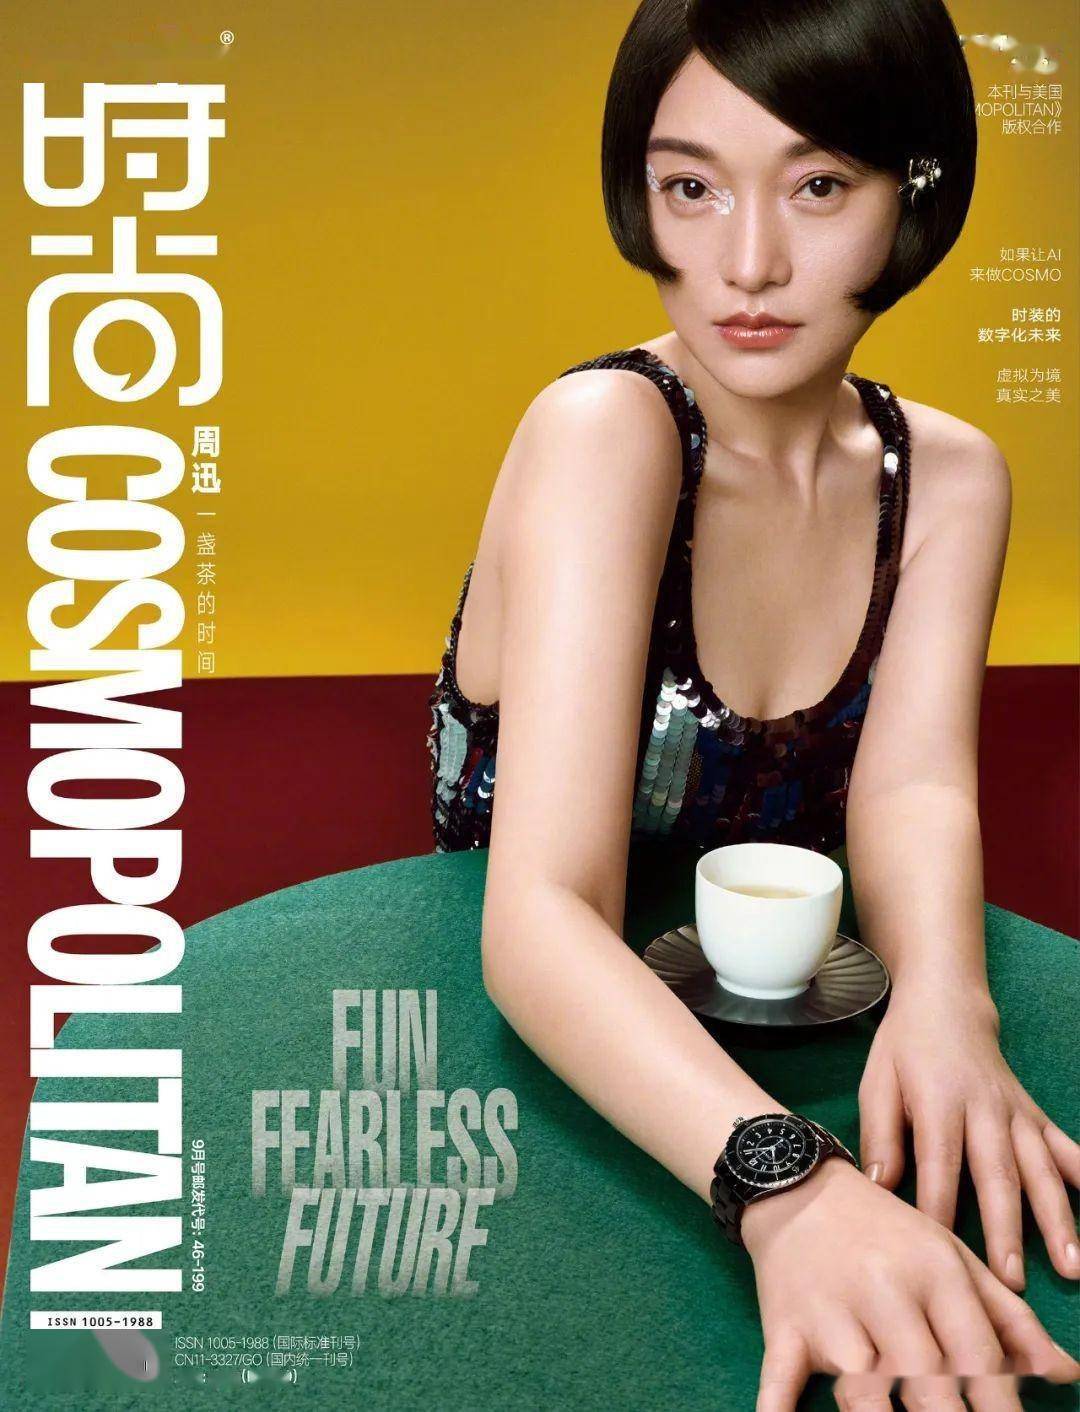 ®
时尚
COSMOPOLITAN
周迅
一盏茶的时间
本刊与美国
MOPOLITAN》
版权合作
如果让AI
来做COSMO
时装的
数字化未来
虚拟为境
真实之美
FUN
FEARLESS
FUTURE
9月号邮发代号：46-199
ISSN 1005-1988
ISSN 1005-1988 (国际标准刊号)
CN11-3327/GO (国内统一刊号)